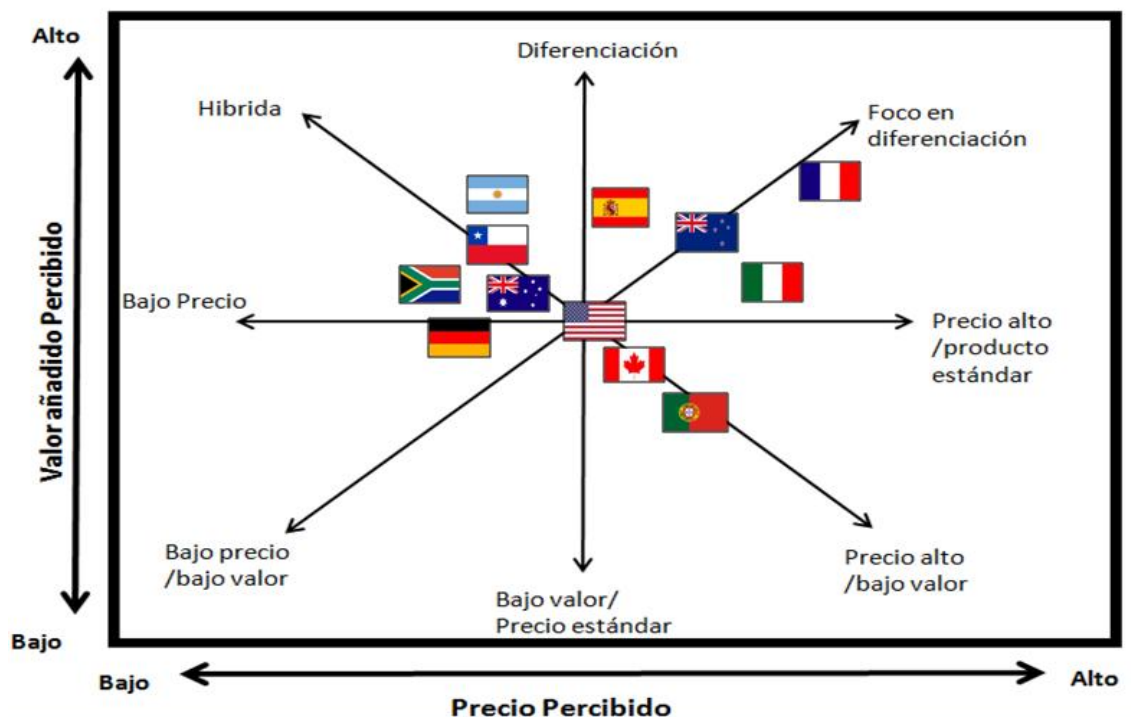 Alto
Diferenciación
Hibrida
Foco en
diferenciación
Valor añadido Percibido
Bajo Precio
Precio alto
/producto
estándar
Bajo precio
/bajo valor
Bajo valor/
Precio estándar
Precio alto
/bajo valor
Bajo
Bajo
Alto
Precio Percibido